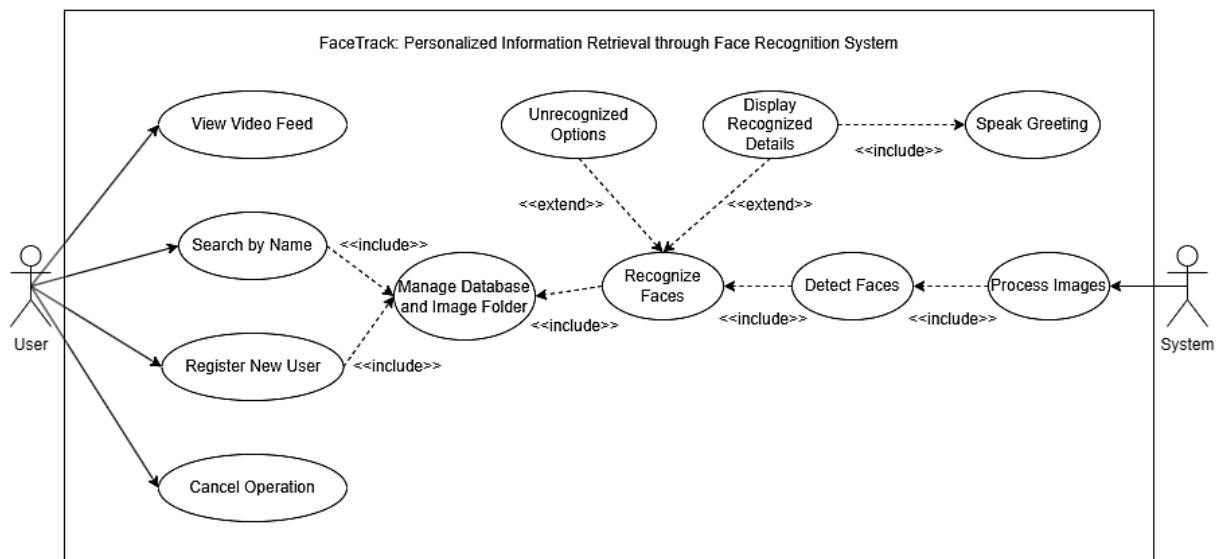 FaceTrack: Personalized Information Retrieval through Face Recognition System
View Video Feed
Unrecognized
Options
Display
Recognized
Details
Speak Greeting
<<include>>
<<extend>>
<<extend>>
Search by Name
<<include>>
Manage Database
and Image Folder
Recognize
Faces
Detect Faces
Process Images
<<include>>
<<include>>
<<include>>
User
System
Register New User
<<include>>
Cancel Operation